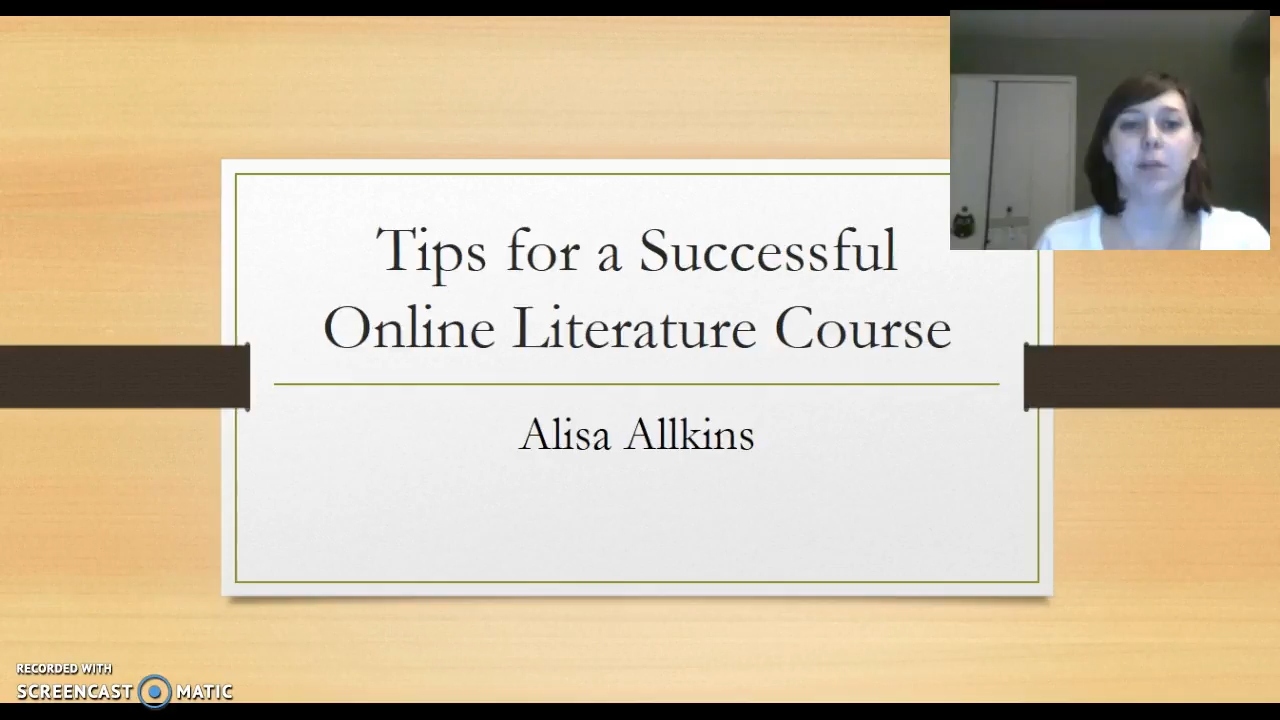 Tips for a Successful
Online Literature Course
Alisa Allkins
RECORDED WITH
SCREENCAST MATIC